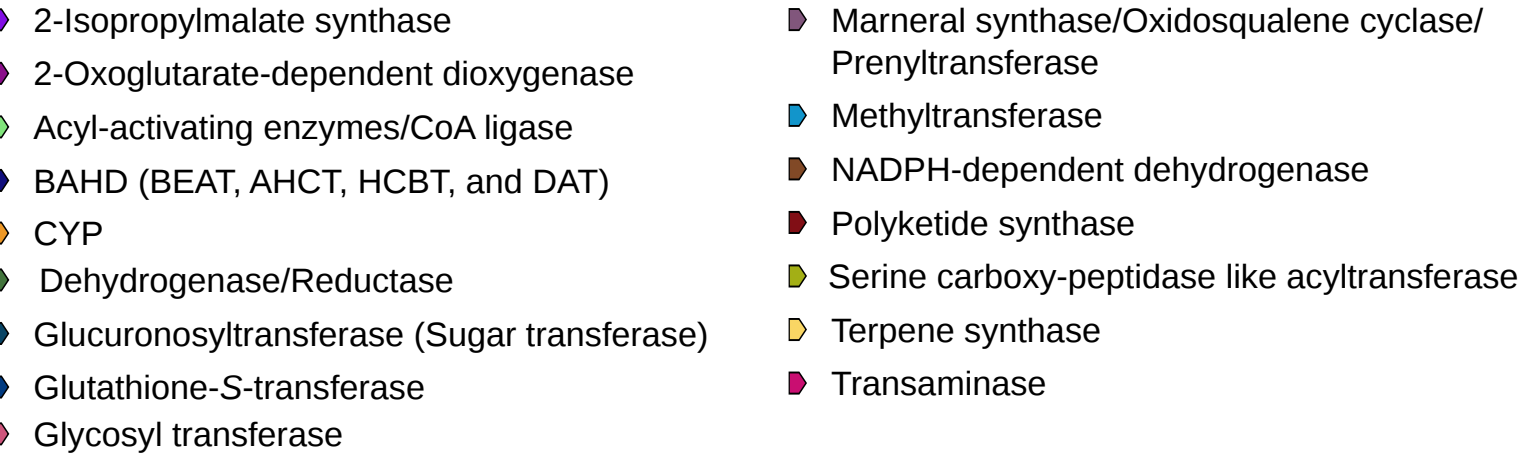 2-Isopropylmalate synthase
2-Oxoglutarate-dependent dioxygenase
Acyl-activating enzymes/CoA ligase
BAHD (BEAT, AHCT, HCBT, and DAT)
CYP
Dehydrogenase/Reductase
Glucuronosyltransferase (Sugar transferase)
Glutathione-S-transferase
Glycosyl transferase
Marneral synthase/Oxidosqualene cyclase/
Prenyltransferase
Methyltransferase
NADPH-dependent dehydrogenase
Polyketide synthase
Serine carboxy-peptidase like acyltransferase
Terpene synthase
Transaminase